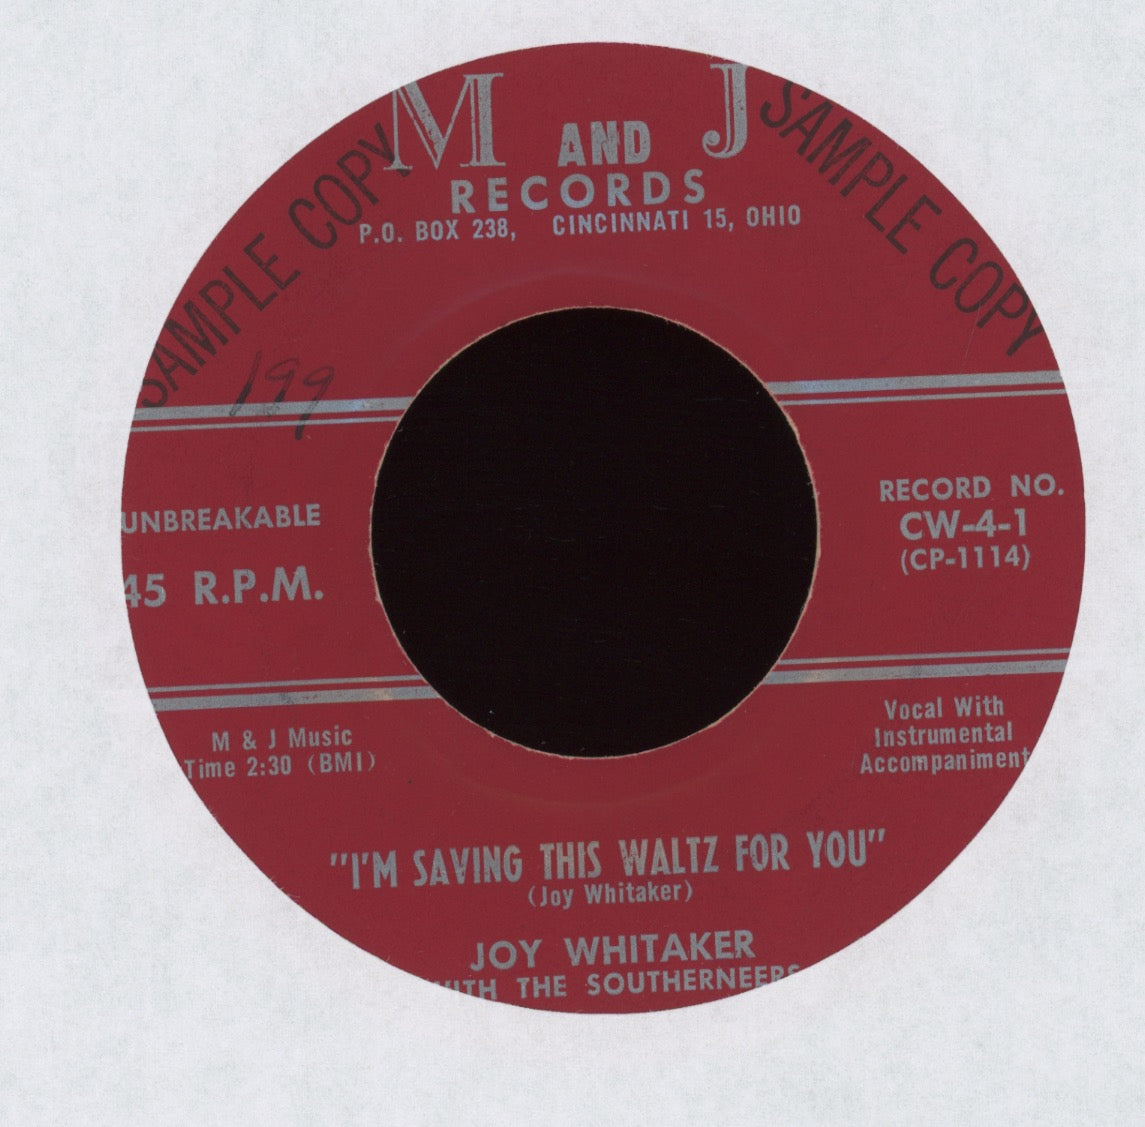 M AND J
RECORDS
P.O. BOX 238, CINCINNATI 15, OHIO
SAMPLE COPY
SAMPLE COPY
199
UNBREAKABLE
45 R.P.M.
RECORD NO.
CW-4-1
(CP-1114)
M & J Music
Time 2:30 (BMI)
Vocal With
Instrumental
Accompaniment
"I'M SAVING THIS WALTZ FOR YOU"
(Joy Whitaker)
JOY WHITAKER
WITH THE SOUTHERNEERS